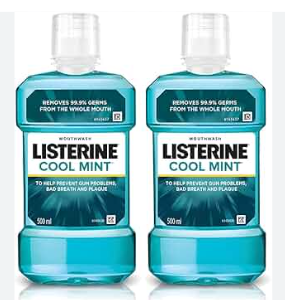 REMOVES 99.9% GERMS
FROM THE WHOLE MOUTH
MOUTHWASH
LISTERINE
COOL MINT
TO HELP PREVENT GUM PROBLEMS,
BAD BREATH AND PLAQUE
500 ml
REMOVES 99.9% GERMS
FROM THE WHOLE MOUTH
MOUTHWASH
LISTERINE
COOL MINT
TO HELP PREVENT GUM PROBLEMS,
BAD BREATH AND PLAQUE
500 ml